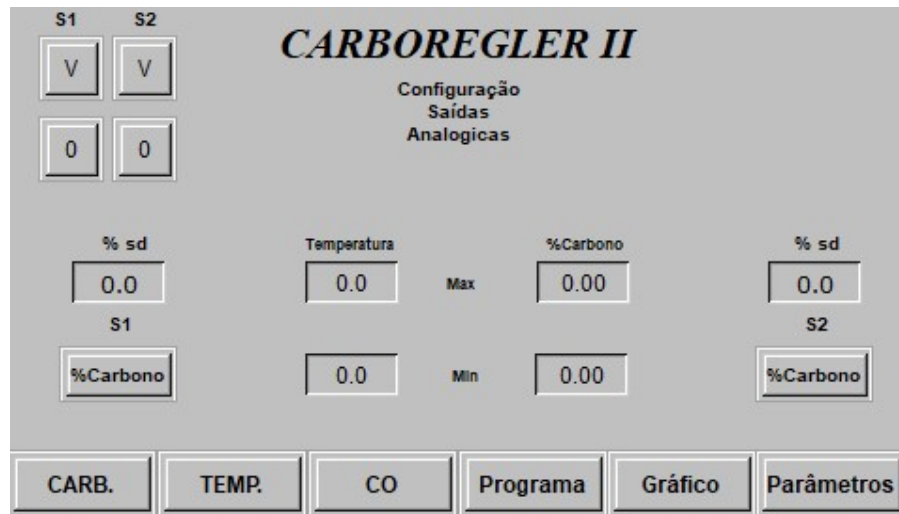 S1 S2
CARBOREGLER II
V V
Configuração
Saídas
Analogicas
0 0
% sd Temperatura %Carbono % sd
0.0 0.0 Max 0.00 0.0
S1 S2
%Carbono 0.0 Min 0.00 %Carbono
CARB. TEMP. CO Programa Gráfico Parâmetros